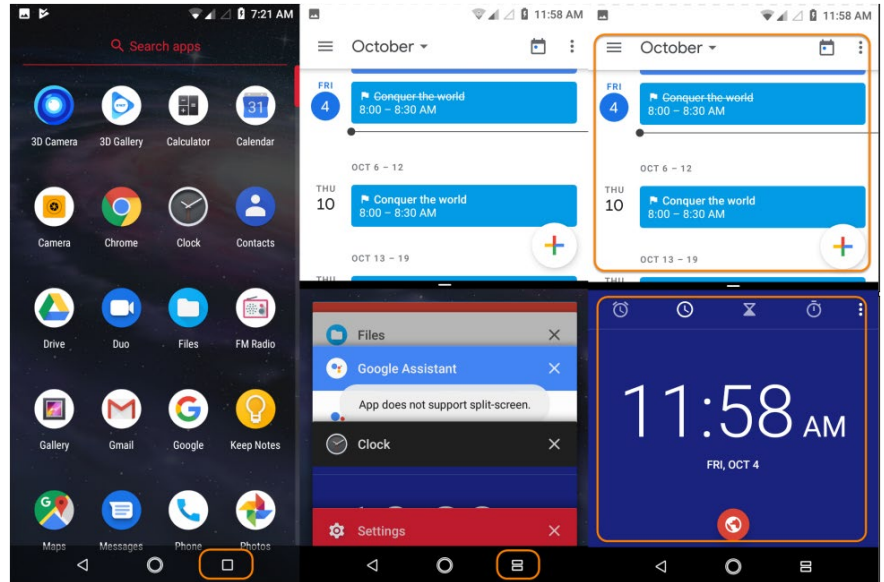 7:21 AM
Search apps
3D Camera 3D Gallery Calculator Calendar
31
Camera Chrome Clock Contacts
Drive Duo Files FM Radio
Gallery Gmail Google Keep Notes
Maps Messages Phone Photos
11:58 AM
October
FRI
4
Conquer the world
8:00 – 8:30 AM
OCT 6 – 12
THU
10
Conquer the world
8:00 – 8:30 AM
OCT 13 – 19
THU
Files
Google Assistant
App does not support split-screen.
Clock
Settings
11:58 AM
October
FRI
4
Conquer the world
8:00 – 8:30 AM
OCT 6 – 12
THU
10
Conquer the world
8:00 – 8:30 AM
OCT 13 – 19
THU
11:58 AM
FRI, OCT 4